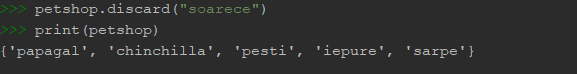 >>> petshop.discard("soarece")
>>> print(petshop)
{'papagal', 'chinchilla', 'pesti', 'iepure', 'sarpe'}